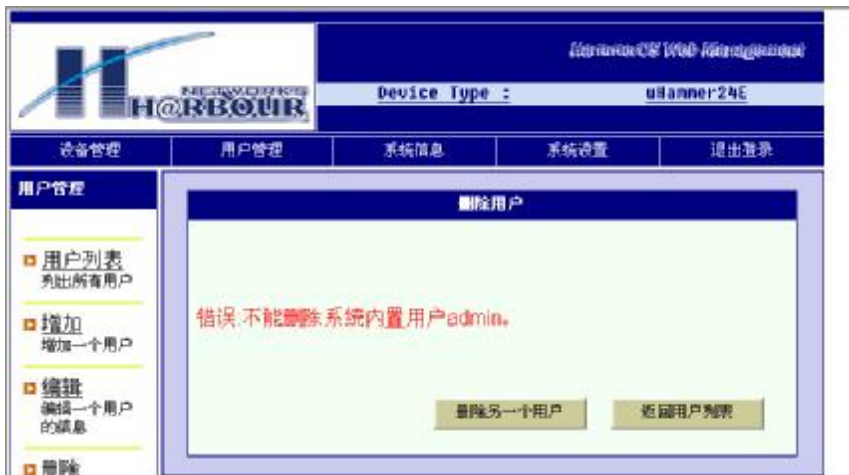 NETWORKS
H@RBOUR
Device Type :
uHammer24E
设备管理
用户管理
系统信息
系统设置
退出登录
用户管理
删除用户
用户列表
列出所有用户
增加
增加一个用户
编辑
编辑一个用户
的信息
删除
错误:不能删除系统内置用户admin。
删除另一个用户
返回用户列表